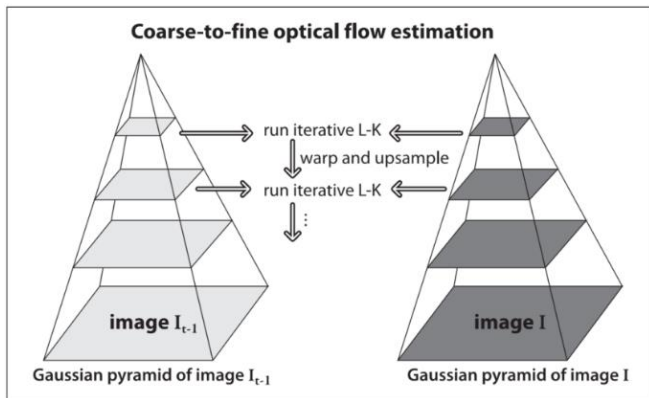 Coarse-to-fine optical flow estimation
run iterative L-K
warp and upsample
run iterative L-K
...
image Iₜ₋₁
image I
Gaussian pyramid of image Iₜ₋₁
Gaussian pyramid of image I